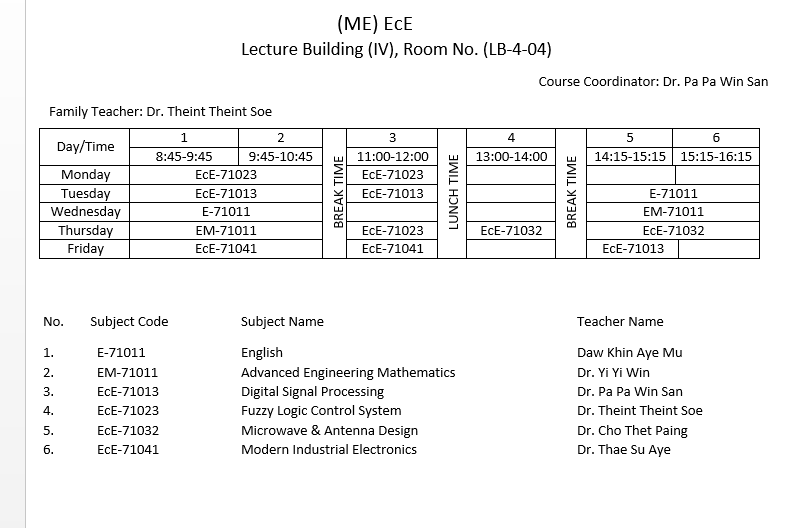 (ME) EcE
Lecture Building (IV), Room No. (LB-4-04)
Course Coordinator: Dr. Pa Pa Win San
Family Teacher: Dr. Theint Theint Soe
Day/Time 1 2 BREAK TIME 3 LUNCH TIME 4 BREAK TIME 5 6
8:45-9:45 9:45-10:45 11:00-12:00 13:00-14:00 14:15-15:15 15:15-16:15
Monday EcE-71023 EcE-71023
Tuesday EcE-71013 EcE-71013 E-71011
Wednesday E-71011 EM-71011
Thursday EM-71011 EcE-71023 EcE-71032 EcE-71032
Friday EcE-71041 EcE-71041 EcE-71013
No. Subject Code Subject Name Teacher Name
1. E-71011 English Daw Khin Aye Mu
2. EM-71011 Advanced Engineering Mathematics Dr. Yi Yi Win
3. EcE-71013 Digital Signal Processing Dr. Pa Pa Win San
4. EcE-71023 Fuzzy Logic Control System Dr. Theint Theint Soe
5. EcE-71032 Microwave & Antenna Design Dr. Cho Thet Paing
6. EcE-71041 Modern Industrial Electronics Dr. Thae Su Aye